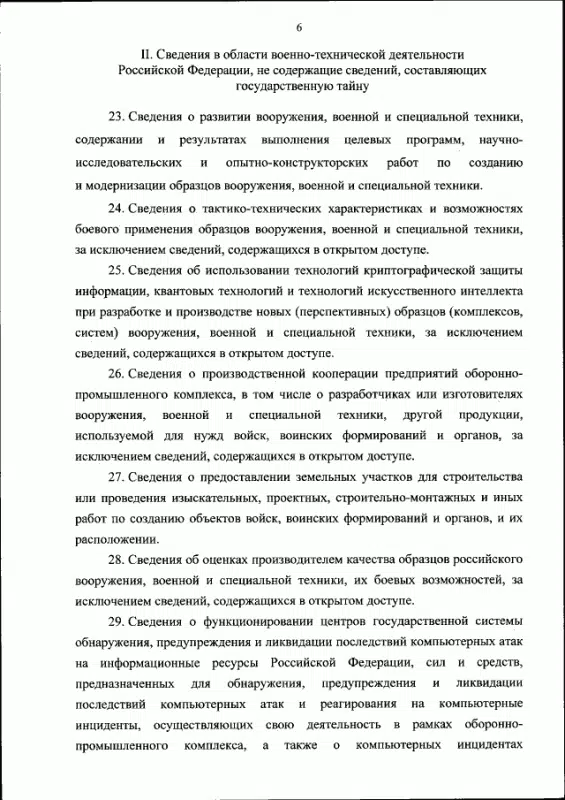 6
II. Сведения в области военно-технической деятельности
Российской Федерации, не содержащие сведений, составляющих
государственную тайну
23. Сведения о развитии вооружения, военной и специальной техники,
содержании и результатах выполнения целевых программ, научно-
исследовательских и опытно-конструкторских работ по созданию
и модернизации образцов вооружения, военной и специальной техники.
24. Сведения о тактико-технических характеристиках и возможностях
боевого применения образцов вооружения, военной и специальной техники,
за исключением сведений, содержащихся в открытом доступе.
25. Сведения об использовании технологий криптографической защиты
информации, квантовых технологий и технологий искусственного интеллекта
при разработке и производстве новых (перспективных) образцов (комплексов,
систем) вооружения, военной и специальной техники, за исключением
сведений, содержащихся в открытом доступе.
26. Сведения о производственной кооперации предприятий оборонно-
промышленного комплекса, в том числе о разработчиках или изготовителях
вооружения, военной и специальной техники, другой продукции,
используемой для нужд войск, воинских формирований и органов, за
исключением сведений, содержащихся в открытом доступе.
27. Сведения о предоставлении земельных участков для строительства
или проведения изыскательных, проектных, строительно-монтажных и иных
работ по созданию объектов войск, воинских формирований и органов, и их
расположении.
28. Сведения об оценках производителем качества образцов российского
вооружения, военной и специальной техники, их боевых возможностей, за
исключением сведений, содержащихся в открытом доступе.
29. Сведения о функционировании центров государственной системы
обнаружения, предупреждения и ликвидации последствий компьютерных атак
на информационные ресурсы Российской Федерации, сил и средств,
предназначенных для обнаружения, предупреждения и ликвидации
последствий компьютерных атак и реагирования на компьютерные
инциденты, осуществляющих свою деятельность в рамках оборонно-
промышленного комплекса, а также о компьютерных инцидентах